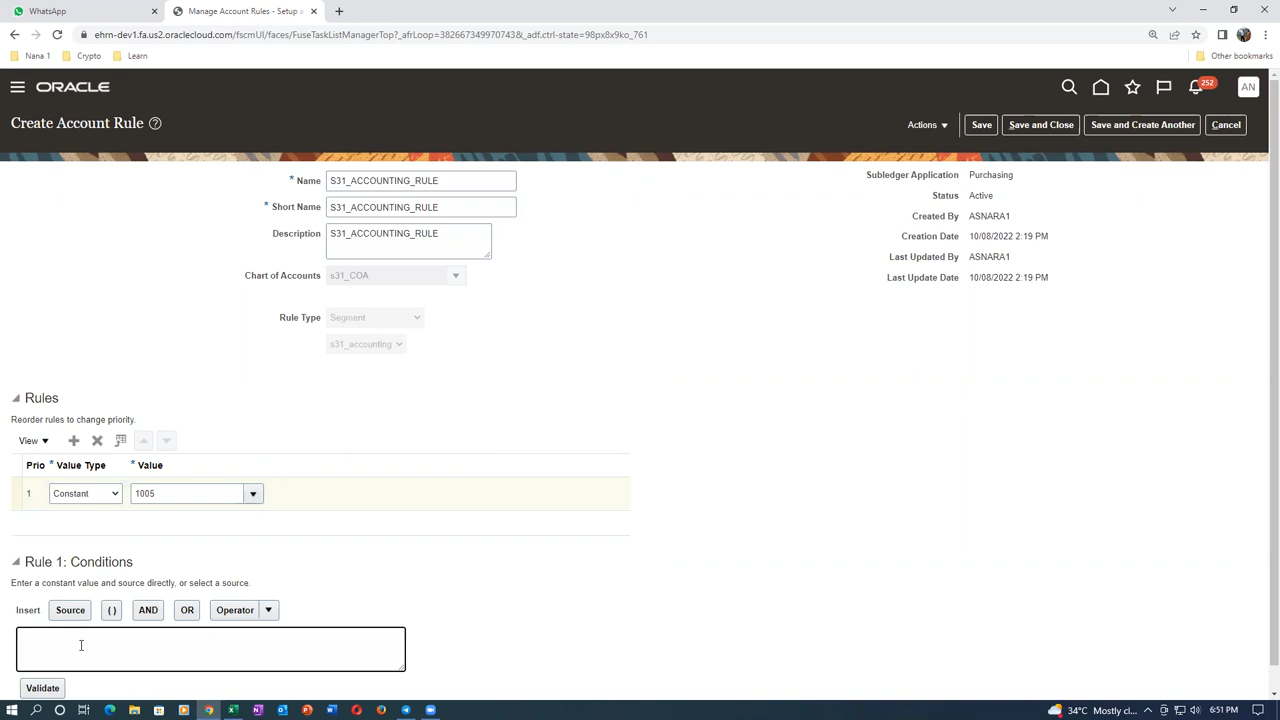 WhatsApp
Manage Account Rules - Setup a
ehrn-dev1.fa.us2.oraclecloud.com/fscmUI/faces/FuseTaskListManagerTop?_afrLoop=382667349970743&_adf.ctrl-state=98px8x9ko_761
Nana 1
Crypto
Learn
Other bookmarks
ORACLE
252
AN
Create Account Rule
Actions
Save
Save and Close
Save and Create Another
Cancel
* Name S31_ACCOUNTING_RULE
* Short Name S31_ACCOUNTING_RULE
Description S31_ACCOUNTING_RULE
Chart of Accounts s31_COA
Rule Type Segment
s31_accounting
Subledger Application Purchasing
Status Active
Created By ASNARA1
Creation Date 10/08/2022 2:19 PM
Last Updated By ASNARA1
Last Update Date 10/08/2022 2:19 PM
Rules
Reorder rules to change priority.
View
Prio * Value Type * Value
1 Constant 1005
Rule 1: Conditions
Enter a constant value and source directly, or select a source.
Insert Source ( ) AND OR Operator
Validate
34°C Mostly cl... 6:51 PM